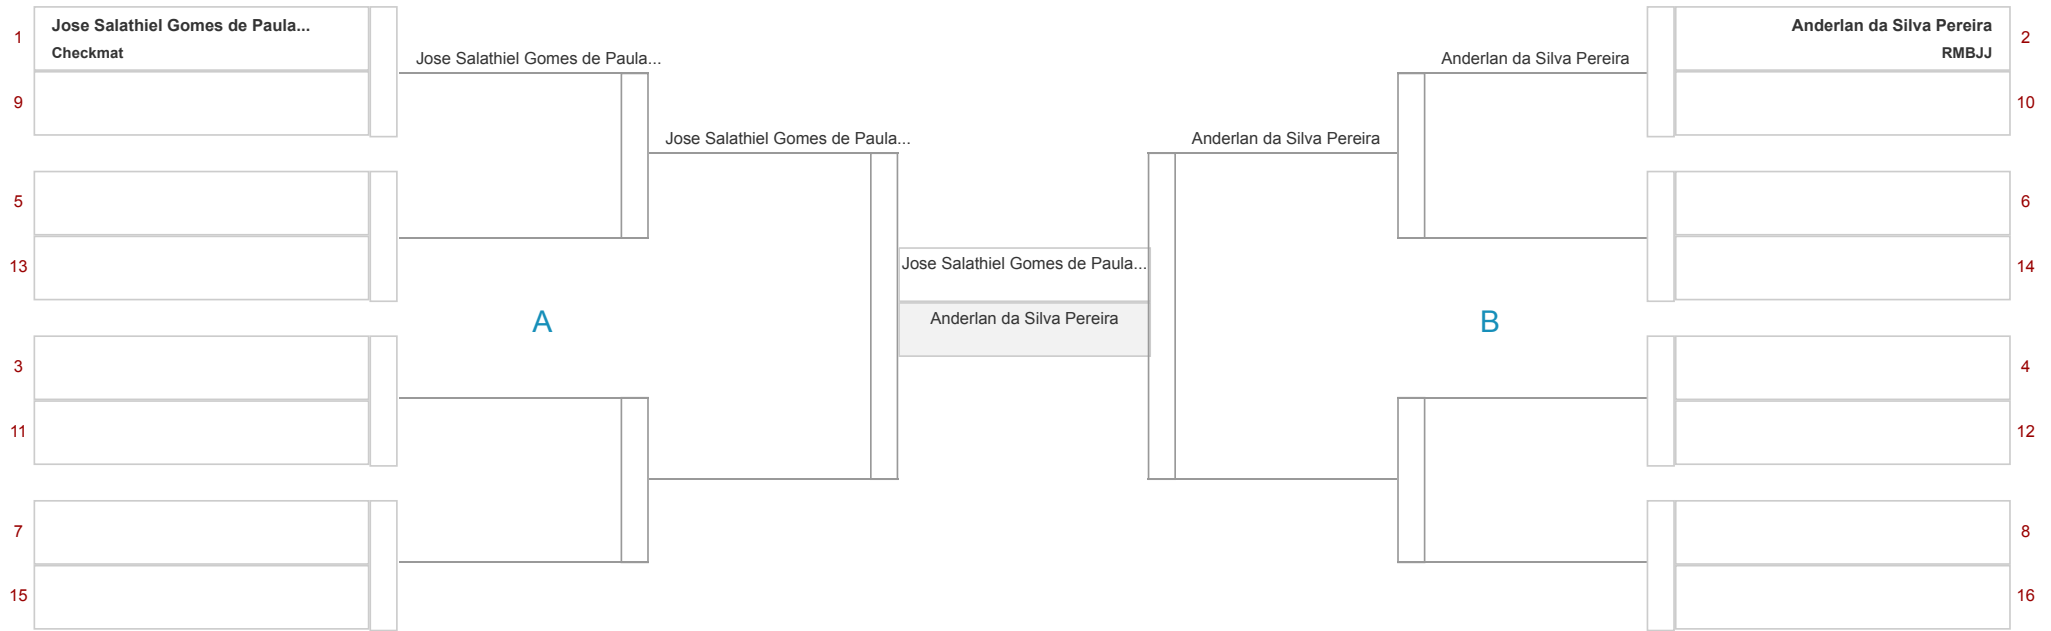 1
Jose Salathiel Gomes de Paula...
Checkmat
9
5
13
3
11
7
15
Jose Salathiel Gomes de Paula...
Jose Salathiel Gomes de Paula...
A
Jose Salathiel Gomes de Paula...
Anderlan da Silva Pereira
Anderlan da Silva Pereira
Anderlan da Silva Pereira
B
Anderlan da Silva Pereira
RMBJJ
2
10
6
14
4
12
8
16